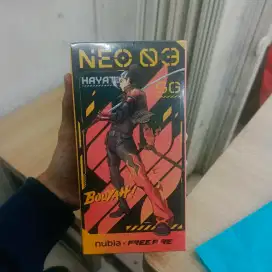 NEO 03
HAYATO
5G
BOOYAH!
nubia × FREE FIRE